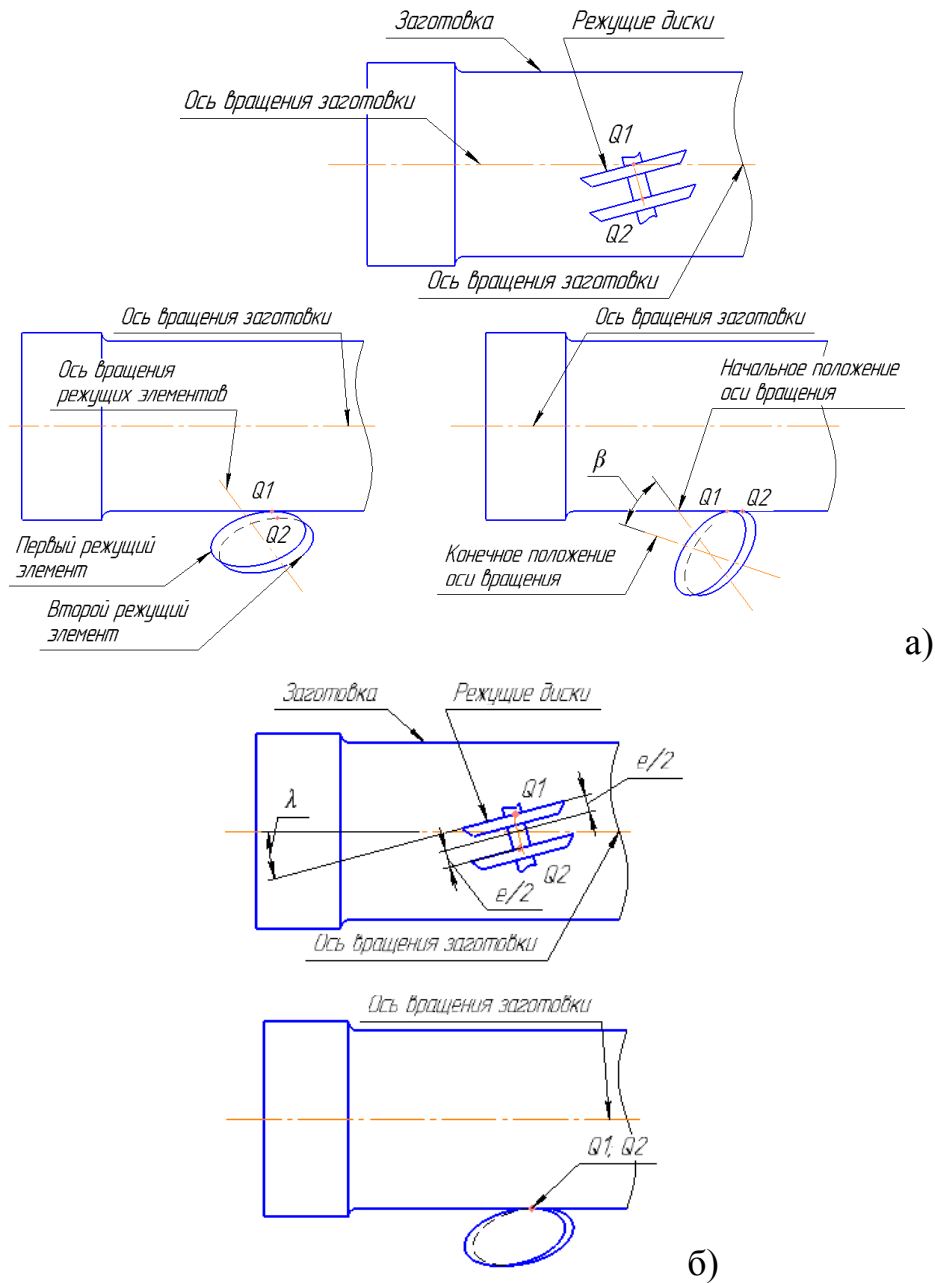 Заготовка
Режущие диски
Ось вращения заготовки
Q1
Q2
Ось вращения заготовки
Ось вращения заготовки
Ось вращения
режущих элементов
Q1
Q2
Первый режущий
элемент
Второй режущий
элемент
Ось вращения заготовки
Начальное положение
оси вращения
β
Q1
Q2
Конечное положение
оси вращения
а)
Заготовка
Режущие диски
e/2
λ
Q1
Q2
e/2
Ось вращения заготовки
Ось вращения заготовки
Q1; Q2
б)